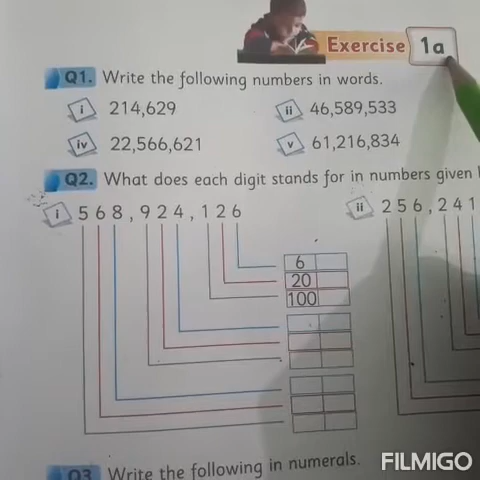 Exercise 1a
Q1. Write the following numbers in words.
i 214,629 ii 46,589,533
iv 22,566,621 v 61,216,834
Q2. What does each digit stands for in numbers given
i 568,924,126 ii 256,241
6
20
100
Q3 Write the following in numerals.
FILMIGO